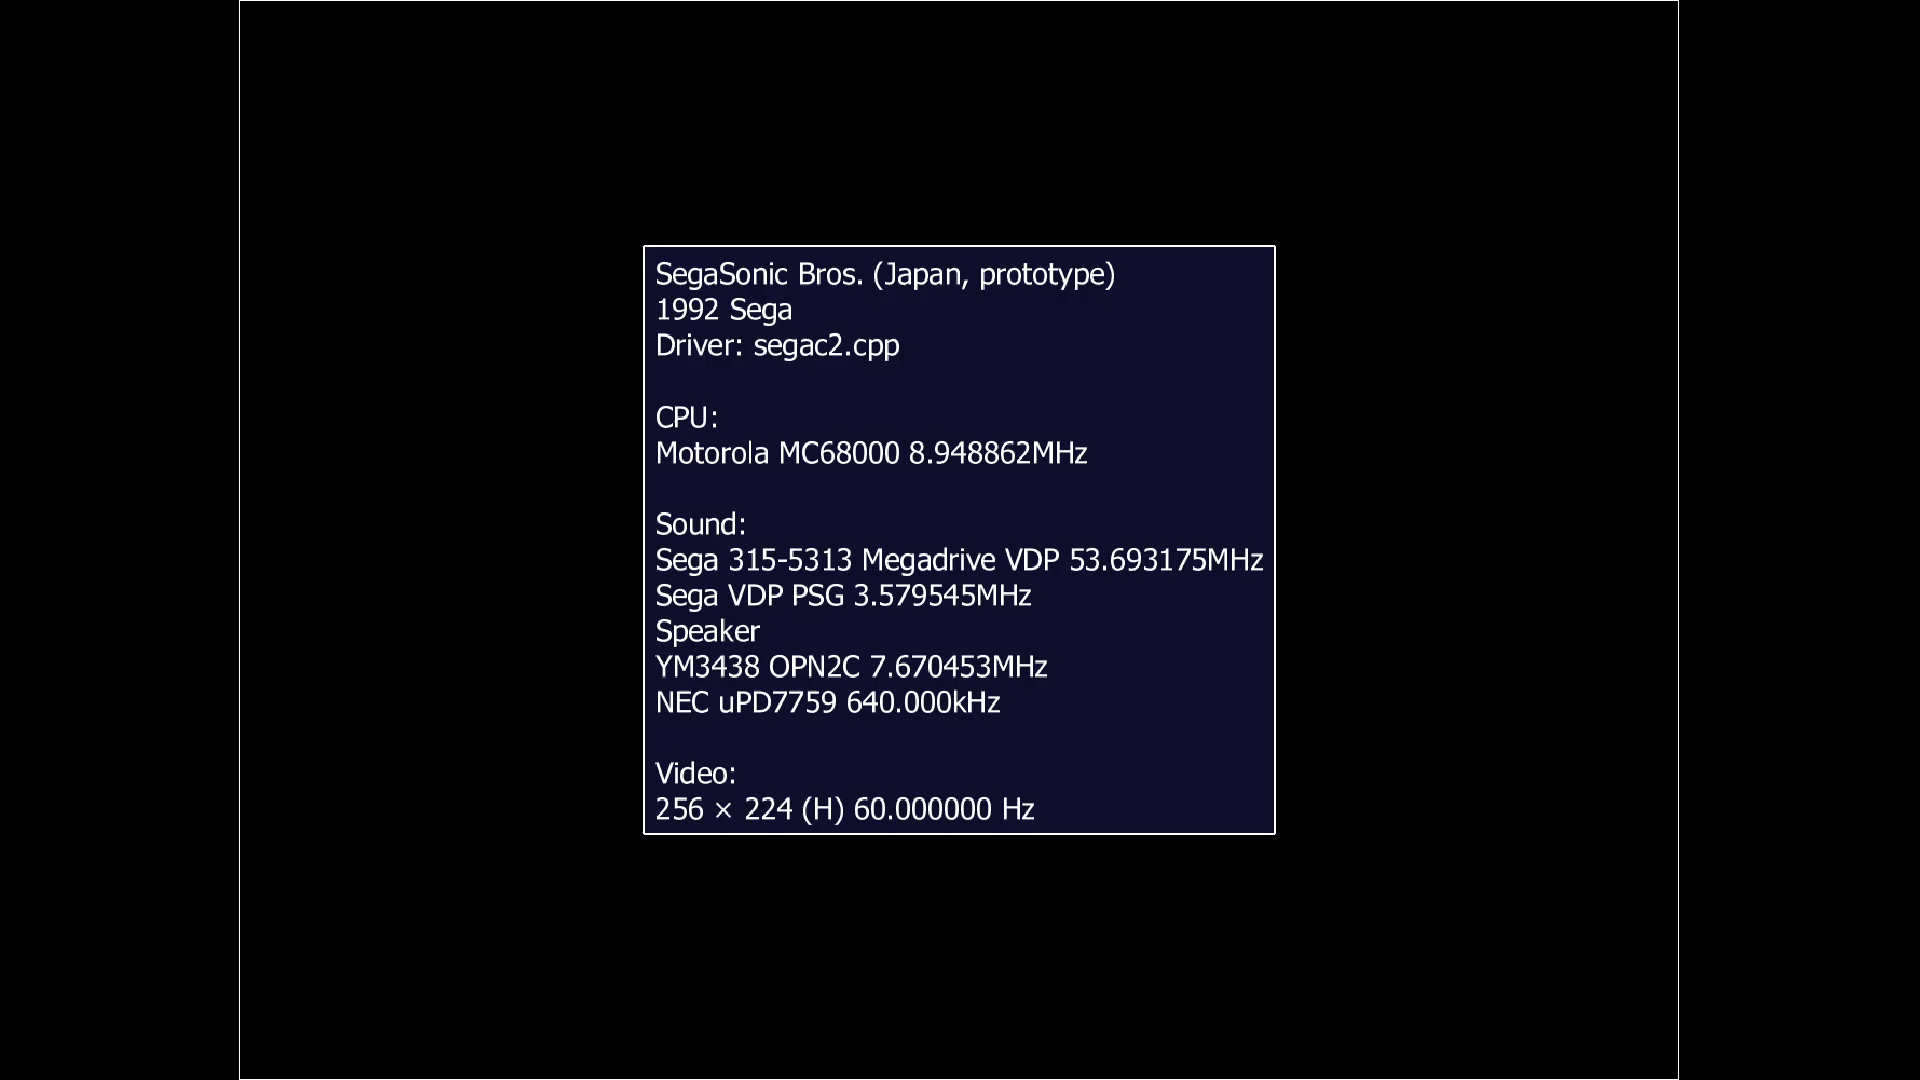 SegaSonic Bros. (Japan, prototype)
1992 Sega
Driver: segac2.cpp
CPU:
Motorola MC68000 8.948862MHz
Sound:
Sega 315-5313 Megadrive VDP 53.693175MHz
Sega VDP PSG 3.579545MHz
Speaker
YM3438 OPN2C 7.670453MHz
NEC uPD7759 640.000kHz
Video:
256 × 224 (H) 60.000000 Hz